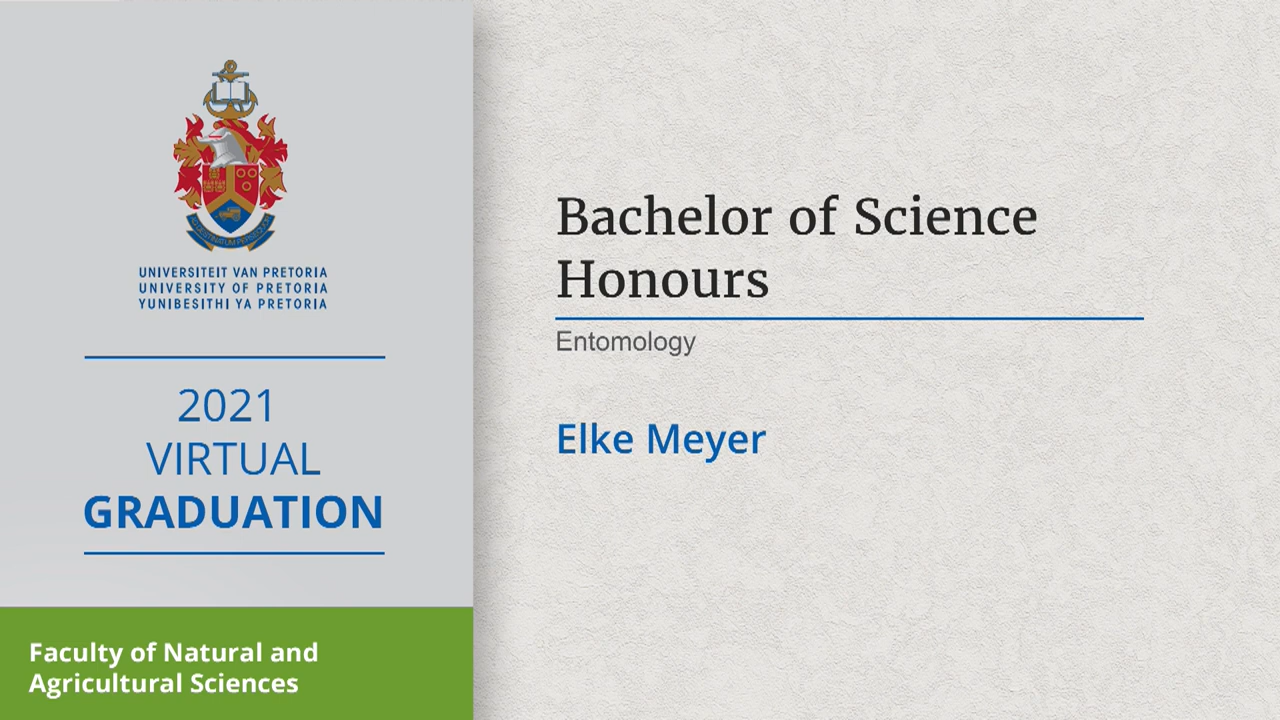 UNIVERSITEIT VAN PRETORIA
UNIVERSITY OF PRETORIA
YUNIBESITHI YA PRETORIA
2021
VIRTUAL
GRADUATION
Faculty of Natural and
Agricultural Sciences
Bachelor of Science
Honours
Entomology
Elke Meyer